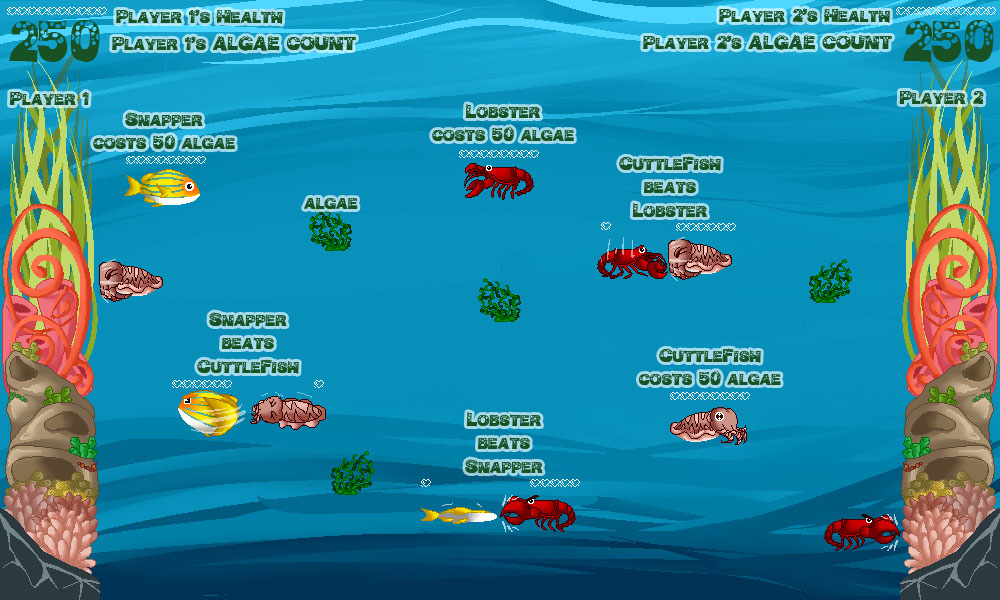 Player 1's Health
Player 2's Health
250
Player 1's ALGAE COUNT
Player 2's ALGAE COUNT
250
Player 1
Player 2
Snapper
costs 50 algae
Lobster
costs 50 algae
CuttleFish
beats
Lobster
ALGAE
Snapper
beats
CuttleFish
CuttleFish
costs 50 algae
Lobster
beats
Snapper